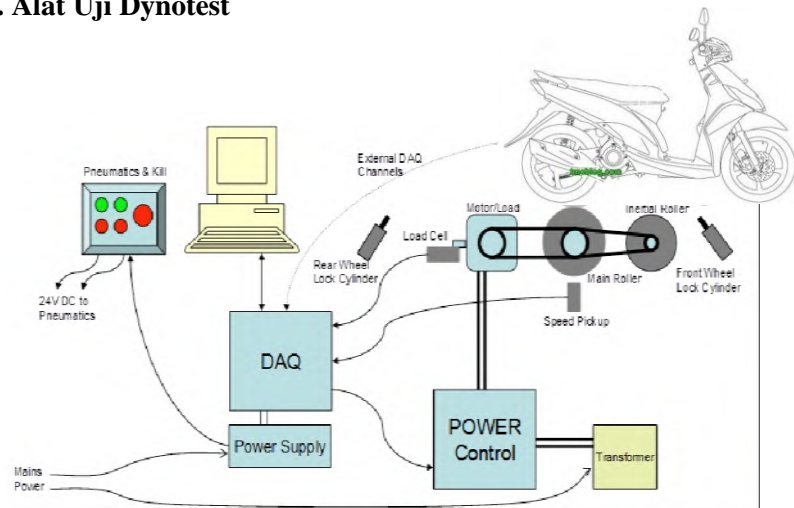 . Alat Uji Dynotest
Pneumatics & Kill
External DAQ
Channels
tmcblog.com
Motor/Load
Inertial Roller
Load Cell
Rear Wheel
Lock Cylinder
Main Roller
Front Wheel
Lock Cylinder
24V DC to
Pneumatics
Speed Pickup
DAQ
POWER
Control
Power Supply
Transformer
Mains
Power